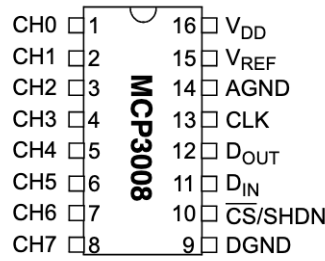 CH0 1 16 VDD
CH1 2 15 VREF
CH2 3 14 AGND
CH3 4 13 CLK
CH4 5 12 DOUT
CH5 6 11 DIN
CH6 7 10 C̅S̅/SHDN
CH7 8 9 DGND
MCP3008